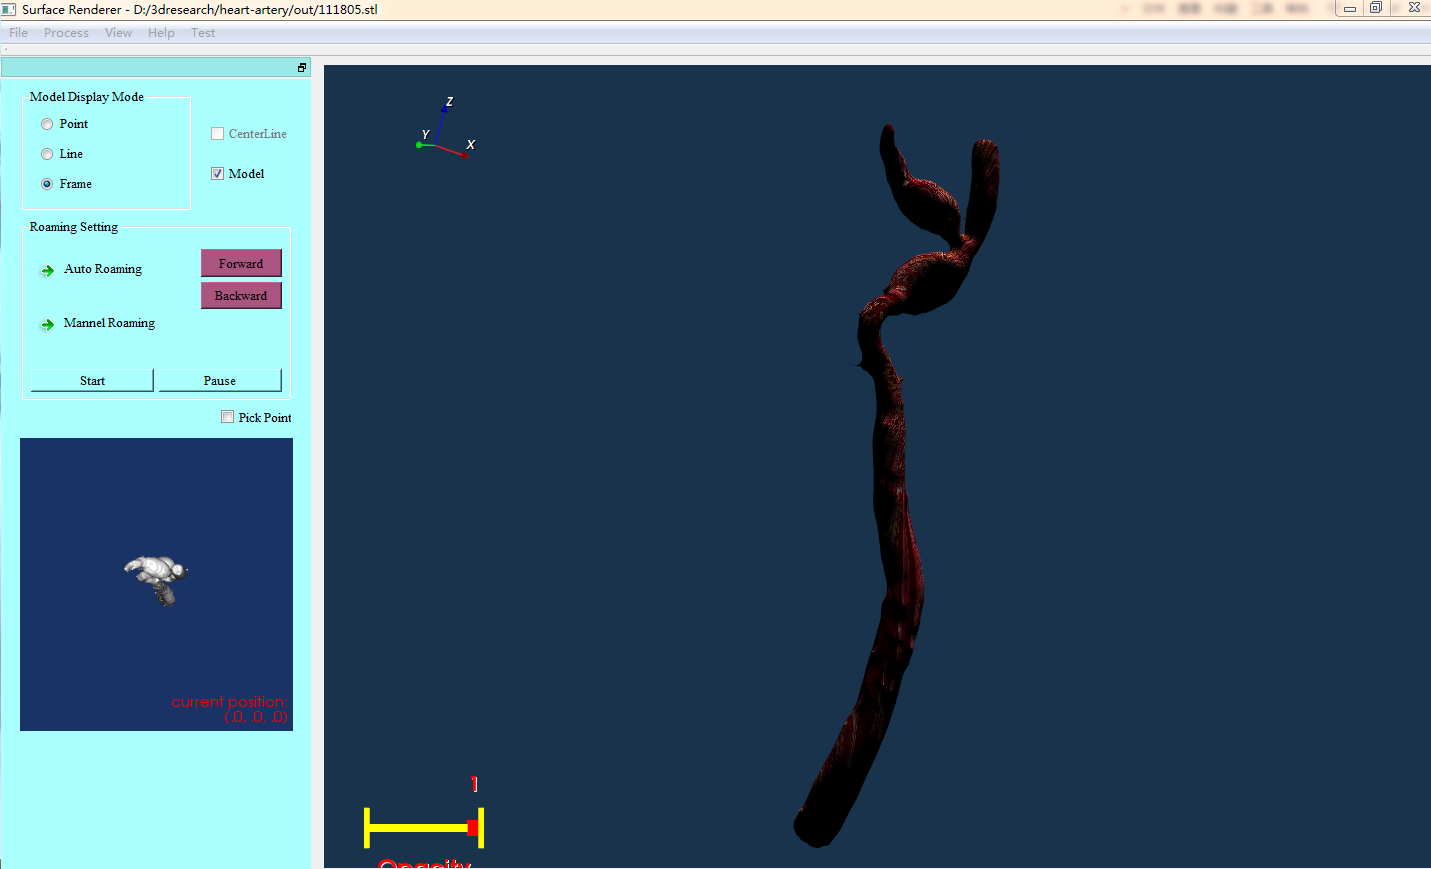 Surface Renderer - D:/3dresearch/heart-artery/out/111805.stl
File Process View Help Test
Model Display Mode
Point
CenterLine
Line
Model
Frame
Roaming Setting
Forward
Auto Roaming
Backward
Mannel Roaming
Start Pause
Pick Point
current position:
(.0, .0, .0)
Z
Y
X
1
Opacity